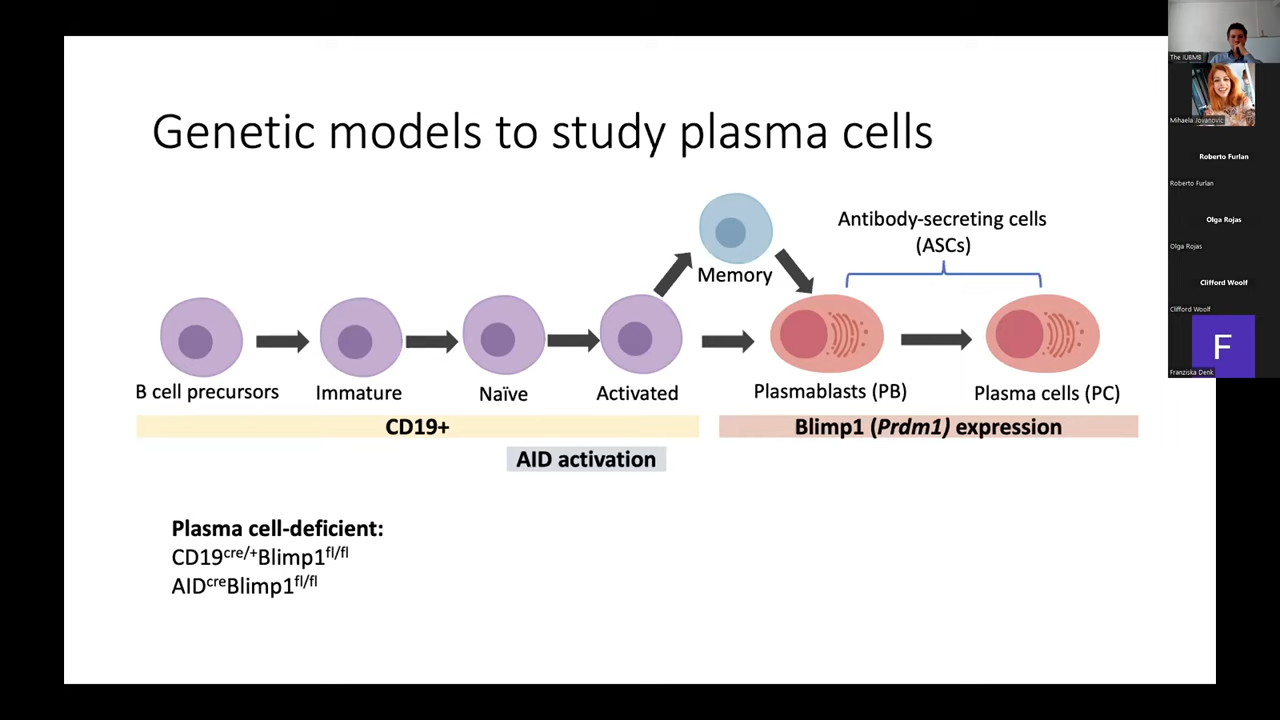 Genetic models to study plasma cells
Antibody-secreting cells
(ASCs)
Memory
B cell precursors
Immature
Naïve
Activated
Plasmablasts (PB)
Plasma cells (PC)
CD19+
Blimp1 (Prdm1) expression
AID activation
Plasma cell-deficient:
CD19cre/+Blimp1fl/fl
AIDcreBlimp1fl/fl
The IUBMB
Mihaela Jovanovic
Roberto Furlan
Roberto Furlan
Olga Rojas
Olga Rojas
Clifford Woolf
Clifford Woolf
F
Franziska Denk